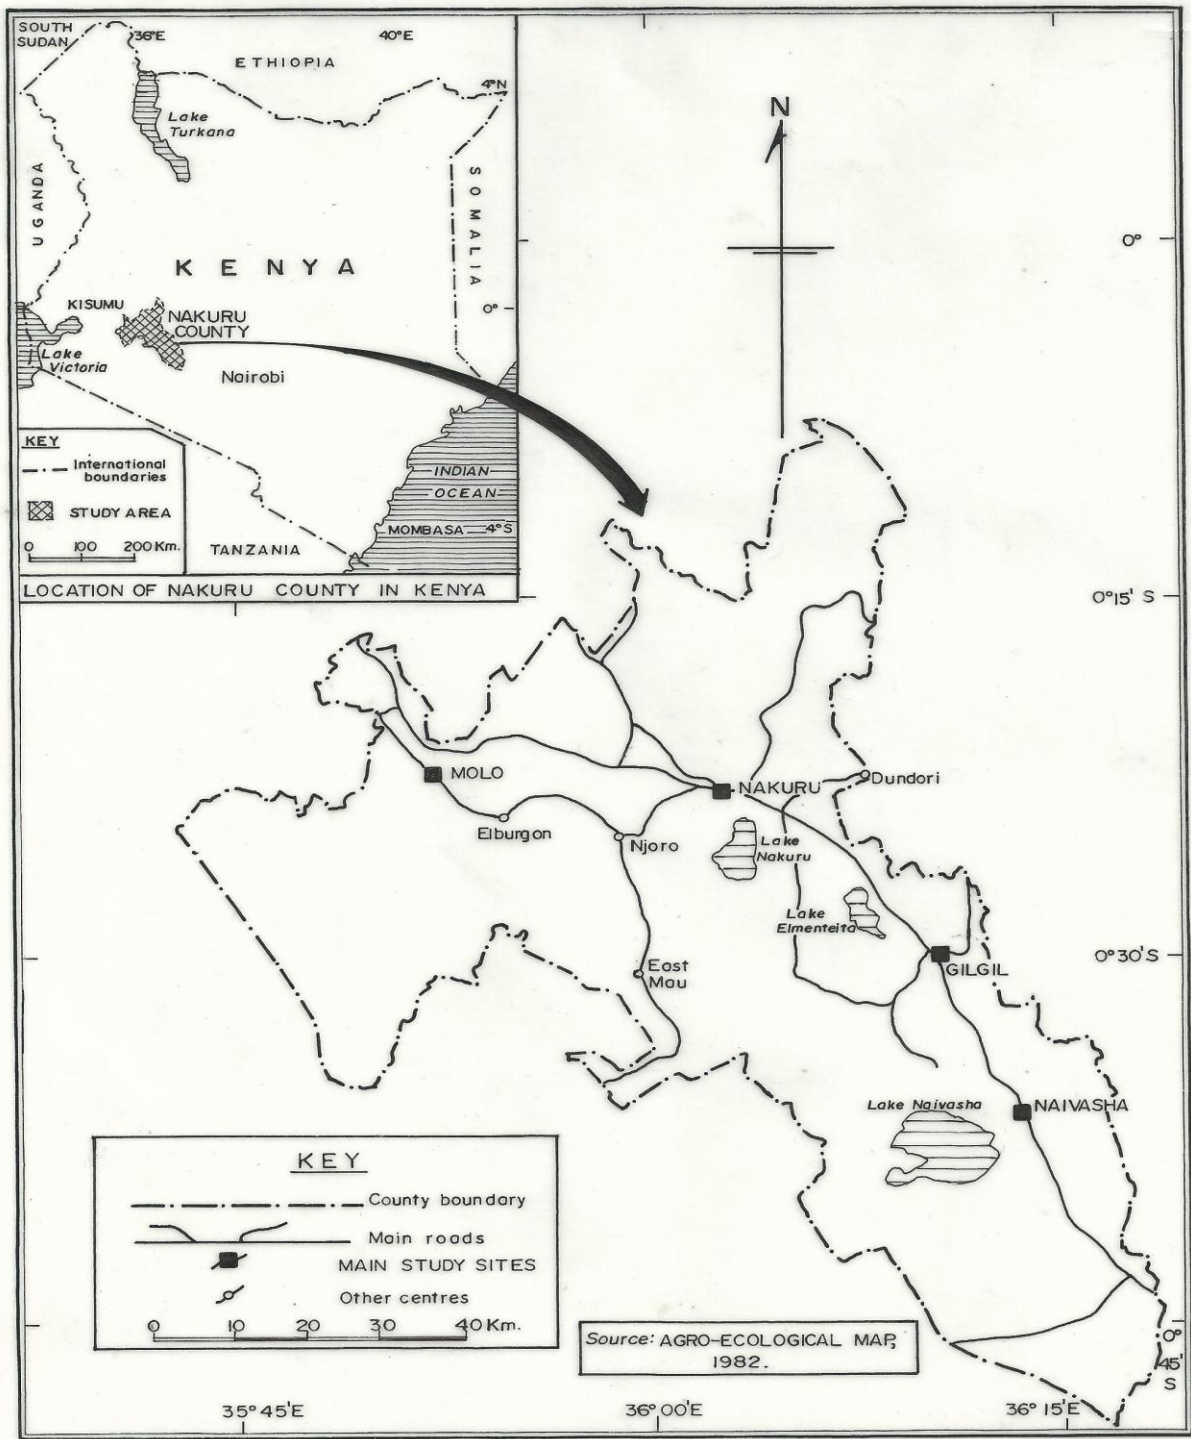 SOUTH
SUDAN
36°E
40°E
ETHIOPIA
4°N
Lake
Turkana
UGANDA
SOMALIA
KENYA
KISUMU
NAKURU
COUNTY
0°
Lake
Victoria
Nairobi
KEY
International
boundaries
STUDY AREA
0 100 200 Km.
INDIAN
OCEAN
MOMBASA
4°S
TANZANIA
LOCATION OF NAKURU COUNTY IN KENYA
N
0°
0°15' S
MOLO
NAKURU
Dundori
Elburgon
Njoro
Lake
Nakuru
Lake
Elmenteita
East
Mau
GILGIL
0°30'S
Lake Naivasha
NAIVASHA
KEY
County boundary
Main roads
MAIN STUDY SITES
Other centres
0 10 20 30 40 Km.
Source: AGRO-ECOLOGICAL MAP,
1982.
0°
45'
S
35°45'E
36°00'E
36°15'E